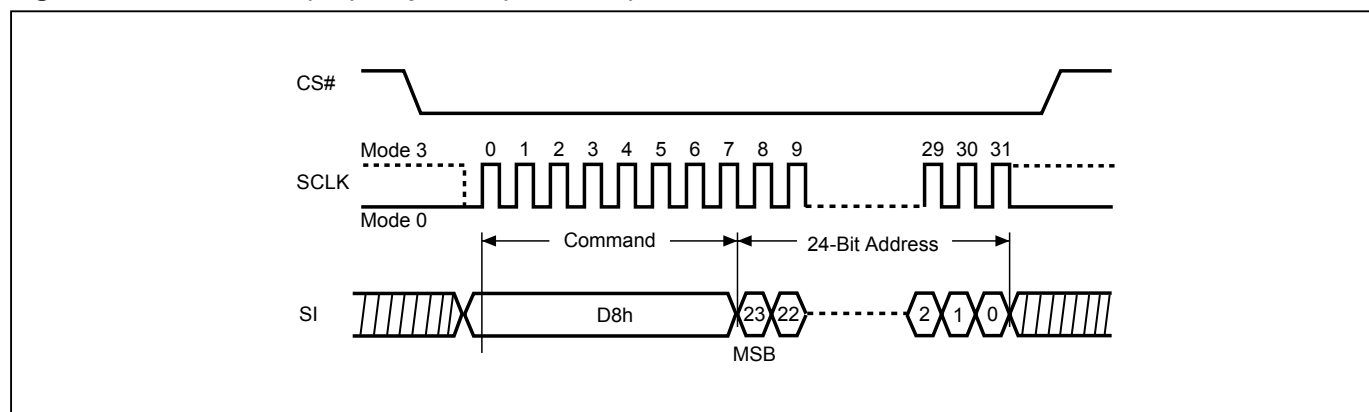 CS#
Mode 3
0 1 2 3 4 5 6 7 8 9 29 30 31
SCLK
Mode 0
Command
24-Bit Address
SI
D8h
23 22 2 1 0
MSB